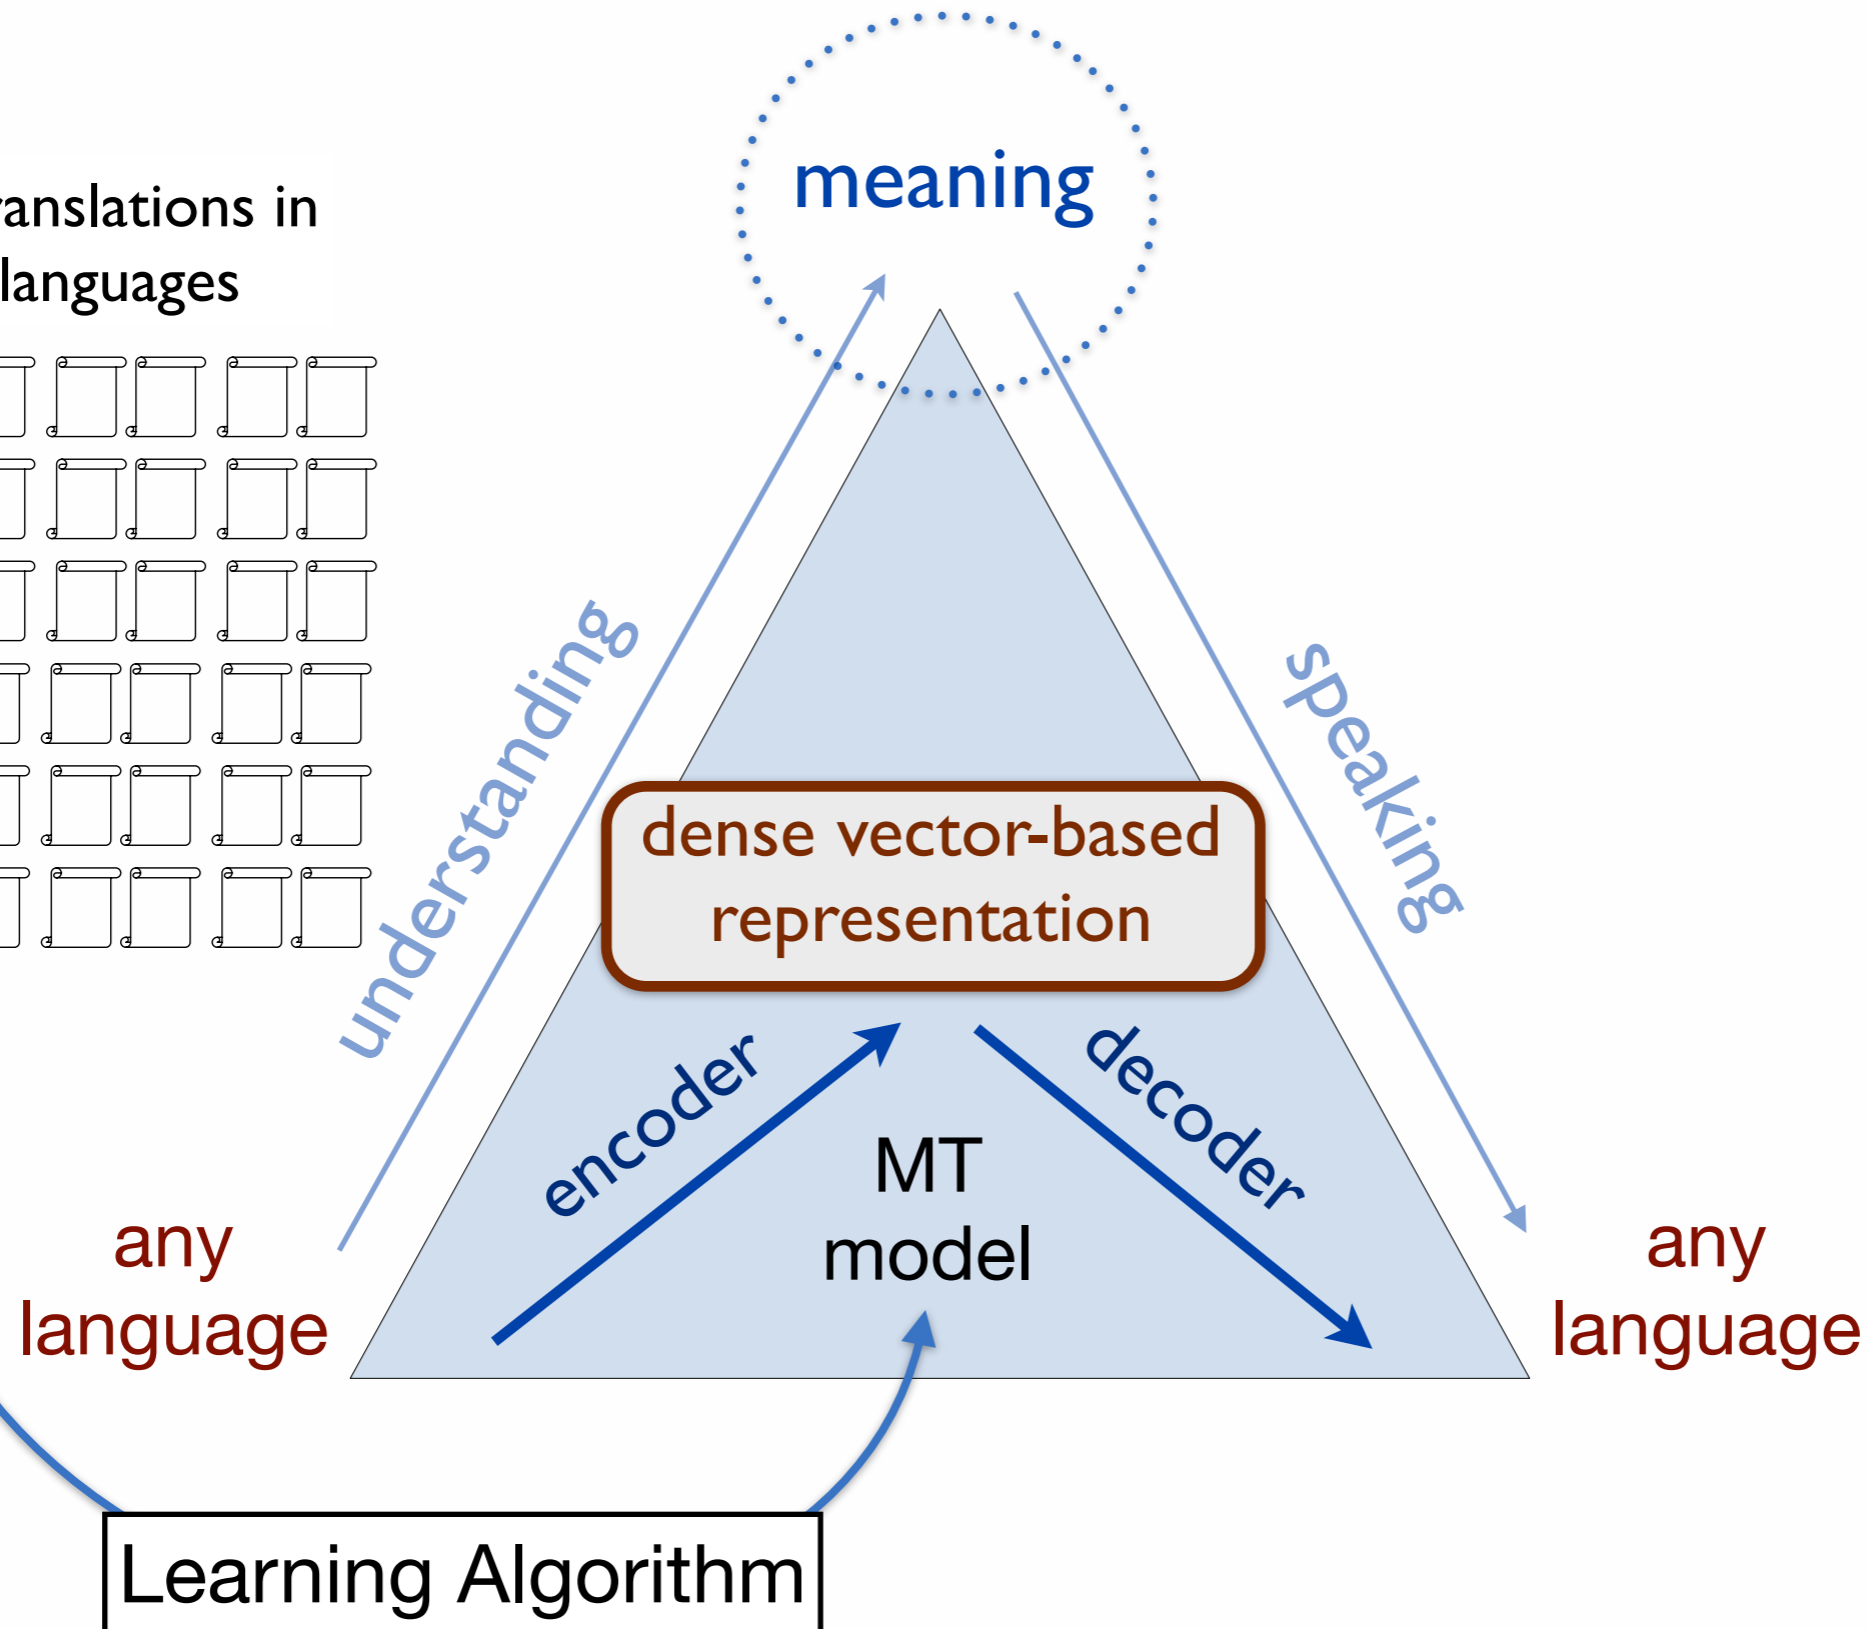 meaning
ranslations in
languages
understanding
speaking
dense vector-based
representation
encoder
decoder
MT
model
any
language
any
language
Learning Algorithm